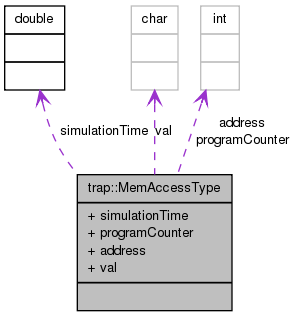 double
char
int
simulationTime
val
address
programCounter
trap::MemAccessType
+ simulationTime
+ programCounter
+ address
+ val